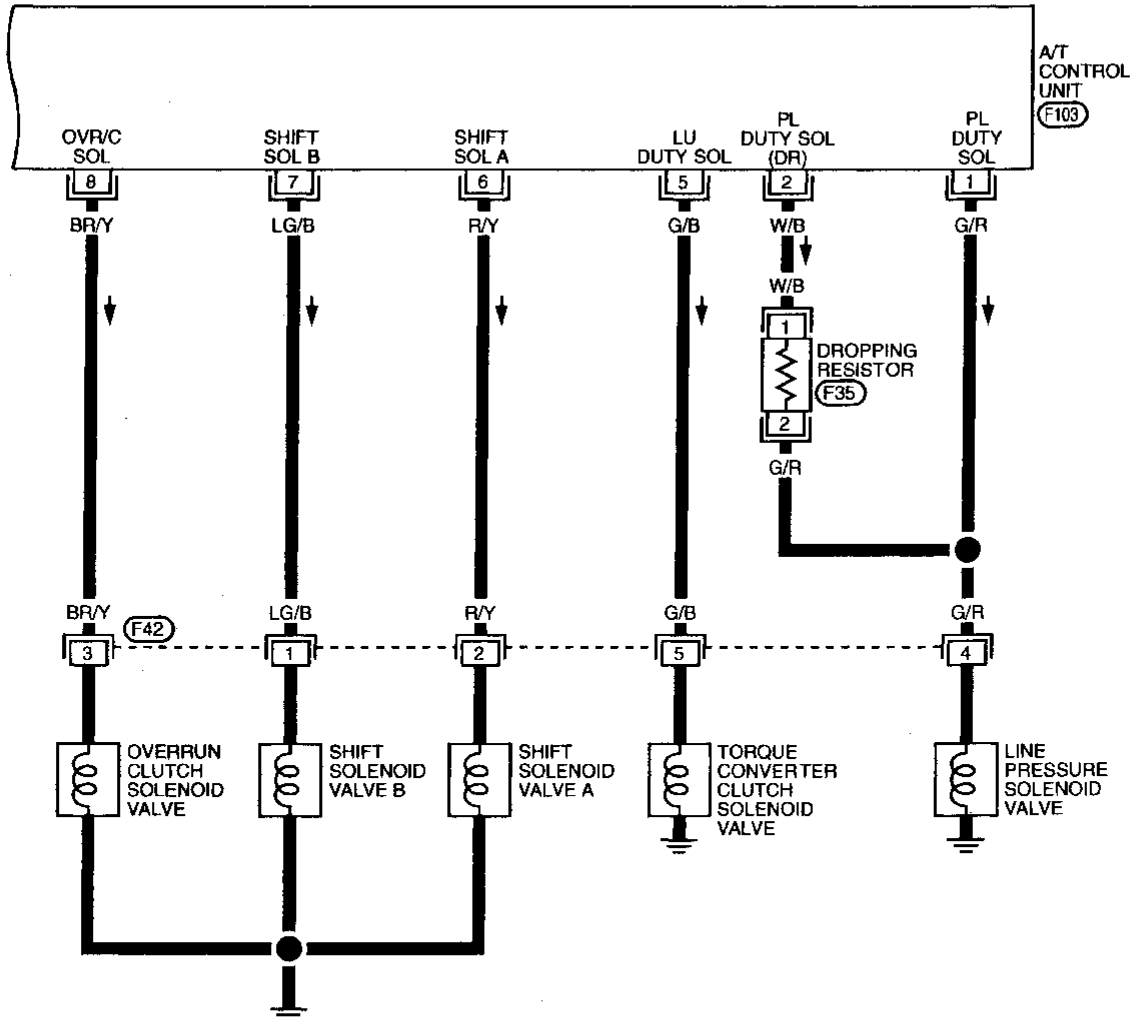 A/T
CONTROL
UNIT
F103
OVR/C
SOL
SHIFT
SOL B
SHIFT
SOL A
LU
DUTY SOL
PL
DUTY SOL
(DR)
PL
DUTY
SOL
8
7
6
5
2
1
BR/Y
LG/B
R/Y
G/B
W/B
G/R
W/B
1
DROPPING
RESISTOR
F35
2
G/R
BR/Y
F42
LG/B
R/Y
G/B
G/R
3
1
2
5
4
OVERRUN
CLUTCH
SOLENOID
VALVE
SHIFT
SOLENOID
VALVE B
SHIFT
SOLENOID
VALVE A
TORQUE
CONVERTER
CLUTCH
SOLENOID
VALVE
LINE
PRESSURE
SOLENOID
VALVE